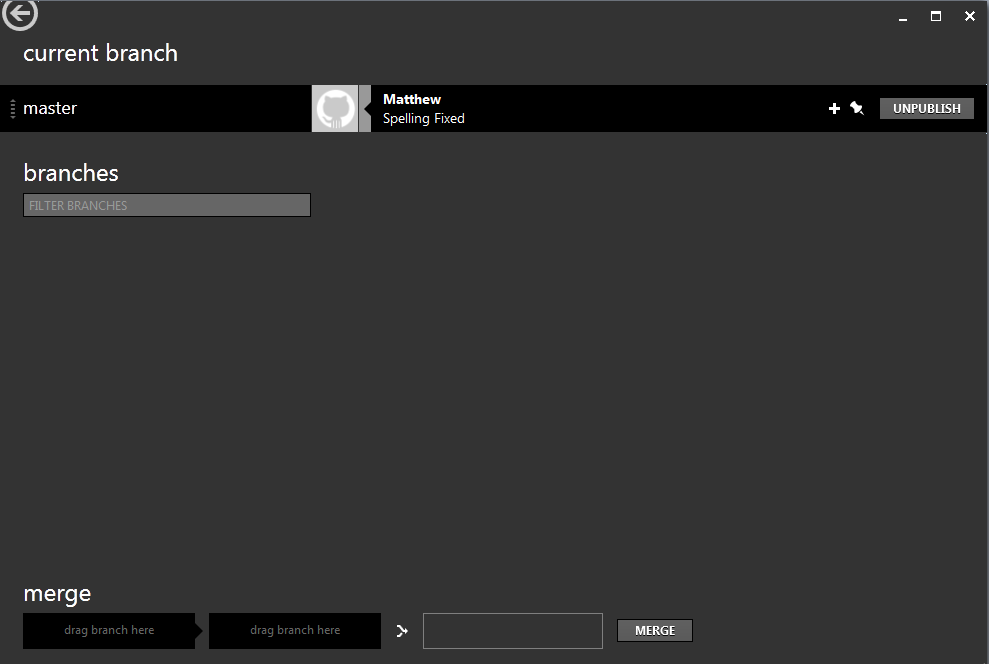 current branch
master
Matthew
Spelling Fixed
UNPUBLISH
branches
FILTER BRANCHES
merge
drag branch here
drag branch here
MERGE